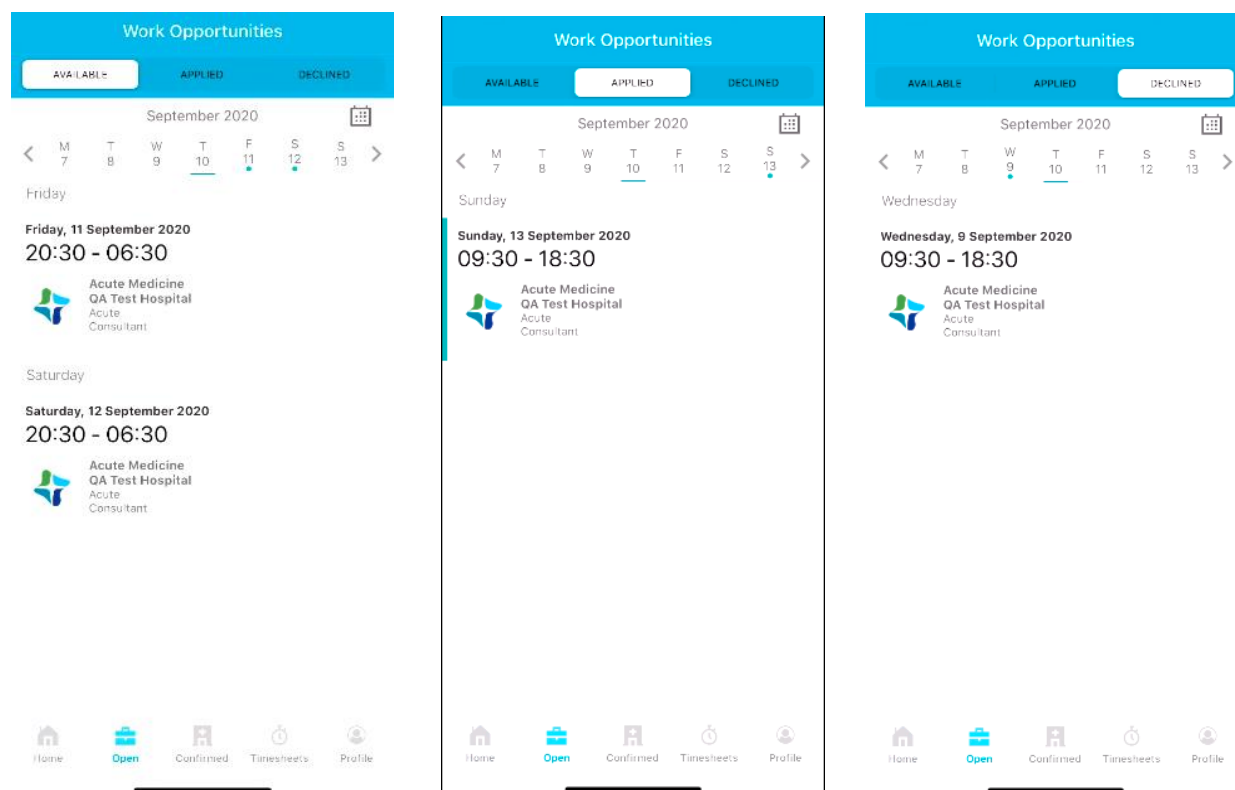 Work Opportunities
AVAILABLE APPLIED DECLINED
September 2020
M T W T F S S
7 8 9 10 11 12 13
Friday
Friday, 11 September 2020
20:30 - 06:30
Acute Medicine
QA Test Hospital
Acute
Consultant
Saturday
Saturday, 12 September 2020
20:30 - 06:30
Acute Medicine
QA Test Hospital
Acute
Consultant
Home Open Confirmed Timesheets Profile
Work Opportunities
AVAILABLE APPLIED DECLINED
September 2020
M T W T F S S
7 8 9 10 11 12 13
Sunday
Sunday, 13 September 2020
09:30 - 18:30
Acute Medicine
QA Test Hospital
Acute
Consultant
Home Open Confirmed Timesheets Profile
Work Opportunities
AVAILABLE APPLIED DECLINED
September 2020
M T W T F S S
7 8 9 10 11 12 13
Wednesday
Wednesday, 9 September 2020
09:30 - 18:30
Acute Medicine
QA Test Hospital
Acute
Consultant
Home Open Confirmed Timesheets Profile